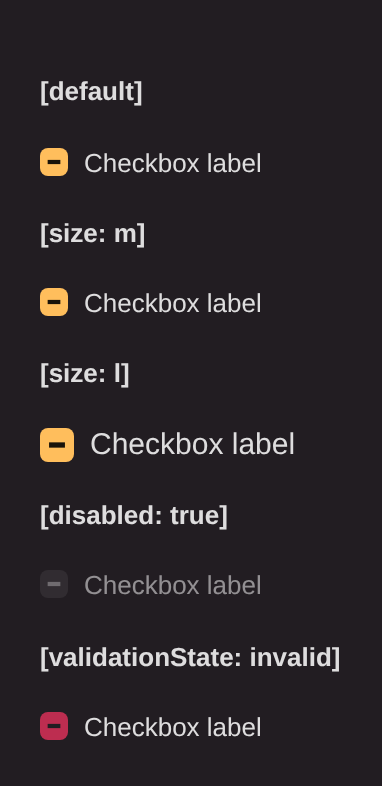 [default]
Checkbox label
[size: m]
Checkbox label
[size: l]
Checkbox label
[disabled: true]
Checkbox label
[validationState: invalid]
Checkbox label